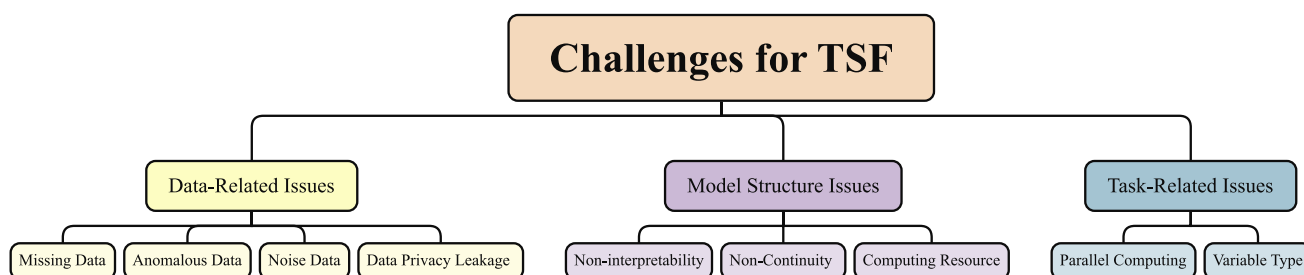 Challenges for TSF
Data-Related Issues
Model Structure Issues
Task-Related Issues
Missing Data
Anomalous Data
Noise Data
Data Privacy Leakage
Non-interpretability
Non-Continuity
Computing Resource
Parallel Computing
Variable Type